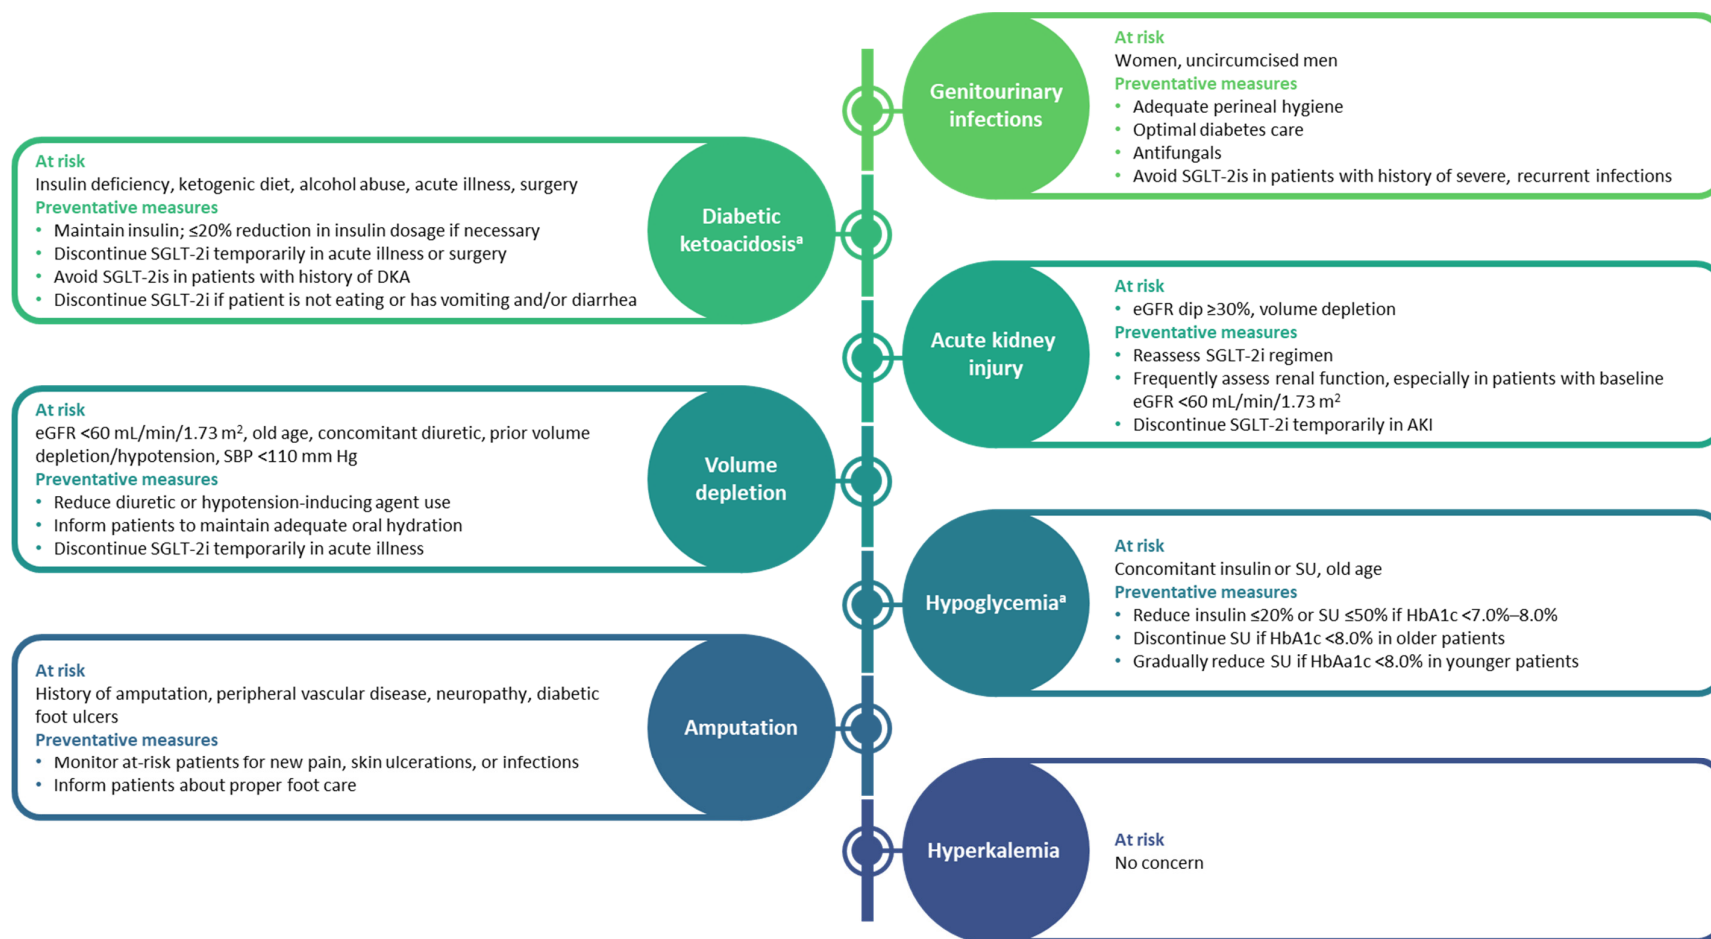 Genitourinary
infections
At risk
Women, uncircumcised men
Preventative measures
• Adequate perineal hygiene
• Optimal diabetes care
• Antifungals
• Avoid SGLT-2is in patients with history of severe, recurrent infections
At risk
Insulin deficiency, ketogenic diet, alcohol abuse, acute illness, surgery
Preventative measures
• Maintain insulin; ≤20% reduction in insulin dosage if necessary
• Discontinue SGLT-2i temporarily in acute illness or surgery
• Avoid SGLT-2is in patients with history of DKA
• Discontinue SGLT-2i if patient is not eating or has vomiting and/or diarrhea
Diabetic
ketoacidosisᵃ
Acute kidney
injury
At risk
• eGFR dip ≥30%, volume depletion
Preventative measures
• Reassess SGLT-2i regimen
• Frequently assess renal function, especially in patients with baseline
eGFR <60 mL/min/1.73 m²
• Discontinue SGLT-2i temporarily in AKI
At risk
eGFR <60 mL/min/1.73 m², old age, concomitant diuretic, prior volume
depletion/hypotension, SBP <110 mm Hg
Preventative measures
• Reduce diuretic or hypotension-inducing agent use
• Inform patients to maintain adequate oral hydration
• Discontinue SGLT-2i temporarily in acute illness
Volume
depletion
Hypoglycemiaᵃ
At risk
Concomitant insulin or SU, old age
Preventative measures
• Reduce insulin ≤20% or SU ≤50% if HbA1c <7.0%–8.0%
• Discontinue SU if HbA1c <8.0% in older patients
• Gradually reduce SU if HbAa1c <8.0% in younger patients
At risk
History of amputation, peripheral vascular disease, neuropathy, diabetic
foot ulcers
Preventative measures
• Monitor at-risk patients for new pain, skin ulcerations, or infections
• Inform patients about proper foot care
Amputation
Hyperkalemia
At risk
No concern